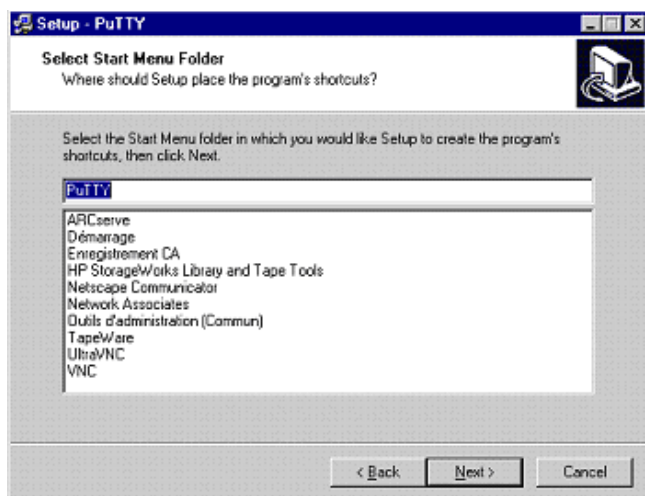 Setup - PuTTY
Select Start Menu Folder
Where should Setup place the program's shortcuts?
Select the Start Menu folder in which you would like Setup to create the program's
shortcuts, then click Next.
PuTTY
ARCserve
Démarrage
Enregistrement CA
HP StorageWorks Library and Tape Tools
Netscape Communicator
Network Associates
Outils d'administration (Commun)
TapeWare
UltraVNC
VNC
< Back Next > Cancel